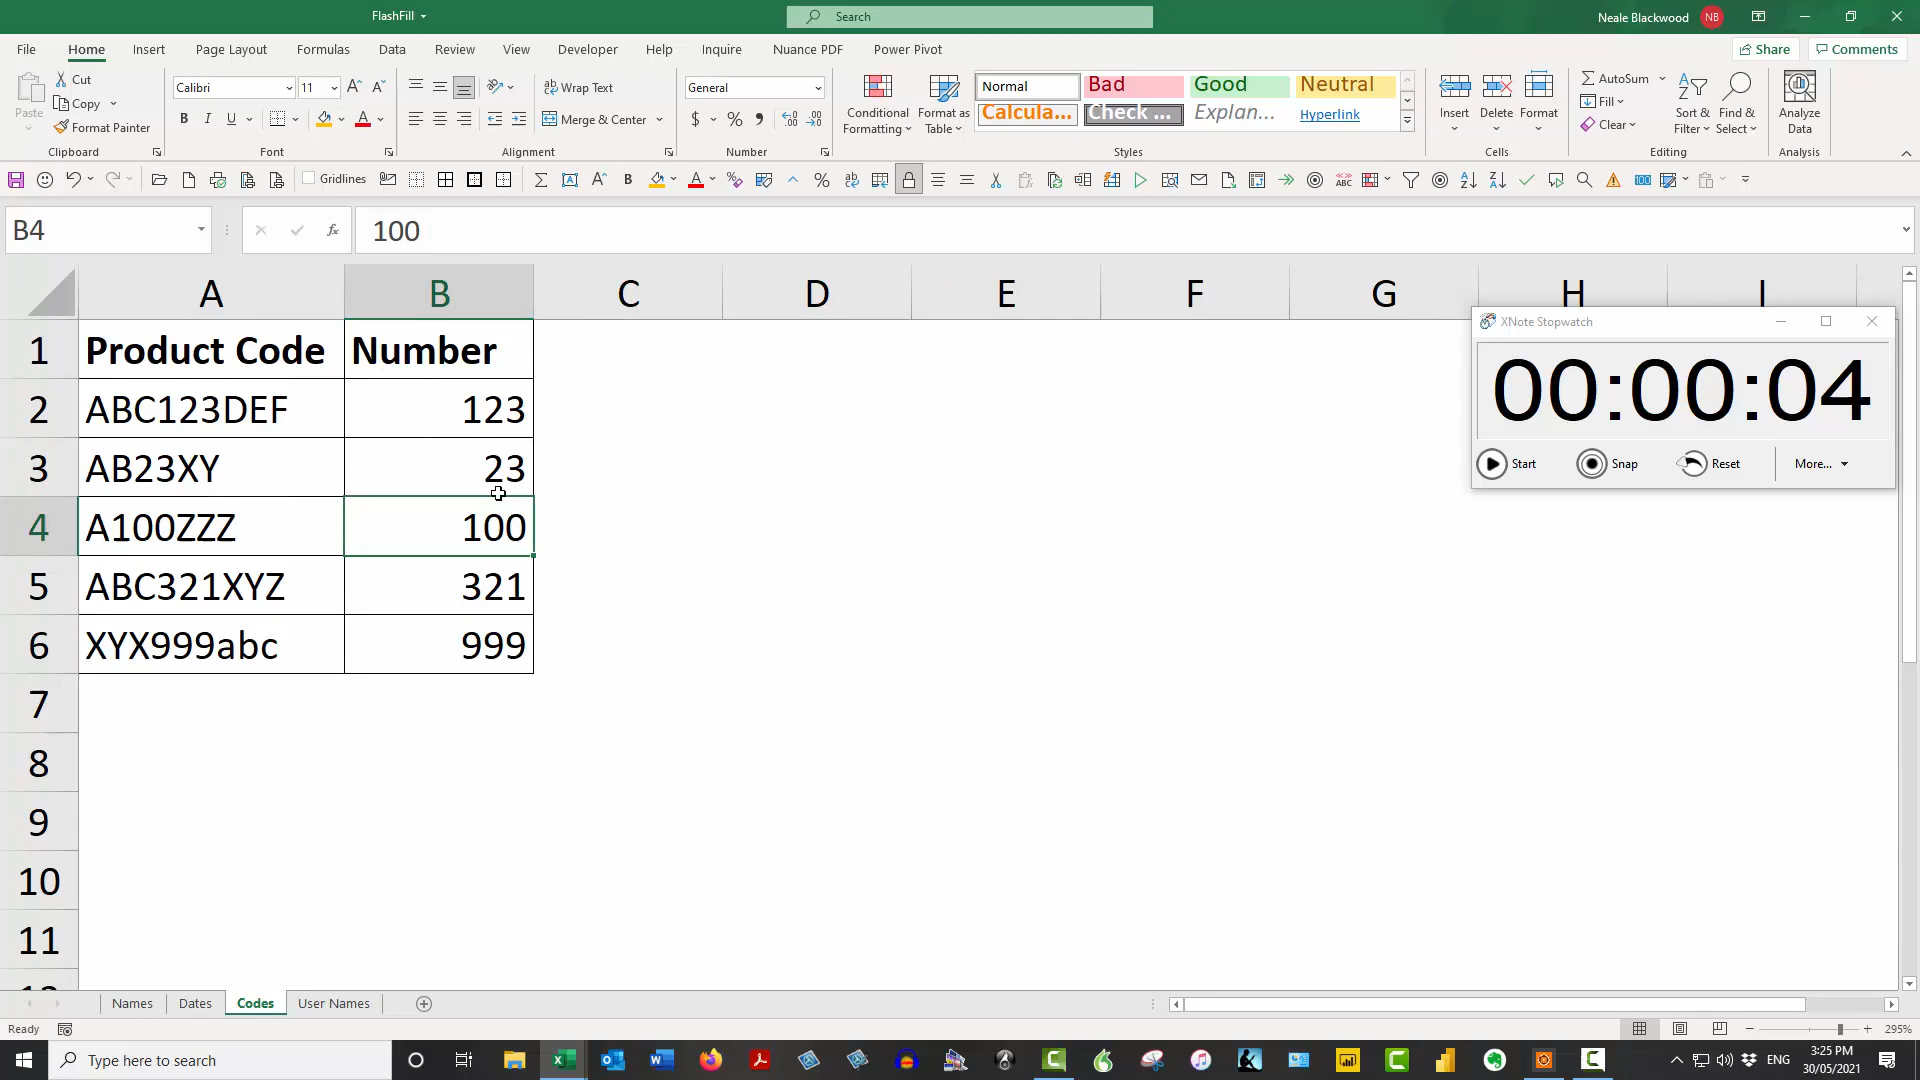 FlashFill
Search
Neale Blackwood NB
File Home Insert Page Layout Formulas Data Review View Developer Help Inquire Nuance PDF Power Pivot Share Comments
Paste Cut Copy Format Painter
Clipboard
Calibri 11
B I U A A
Font
Wrap Text
Merge & Center
Alignment
General
$ % 9
Number
Conditional Formatting
Format as Table
Normal Bad Good Neutral
Calcula... Check ... Explan... Hyperlink
Styles
Insert Delete Format
Cells
AutoSum
Fill
Clear
Sort & Filter
Find & Select
Editing
Analyze Data
Analysis
Gridlines
B4 fx 100
A B C D E F G H I
1 Product Code Number
2 ABC123DEF 123
3 AB23XY 23
4 A100ZZZ 100
5 ABC321XYZ 321
6 XYX999abc 999
7
8
9
10
11
XNote Stopwatch
00:00:04
Start Snap Reset More...
Names Dates Codes User Names
Ready 295%
Type here to search
ENG
3:25 PM
30/05/2021